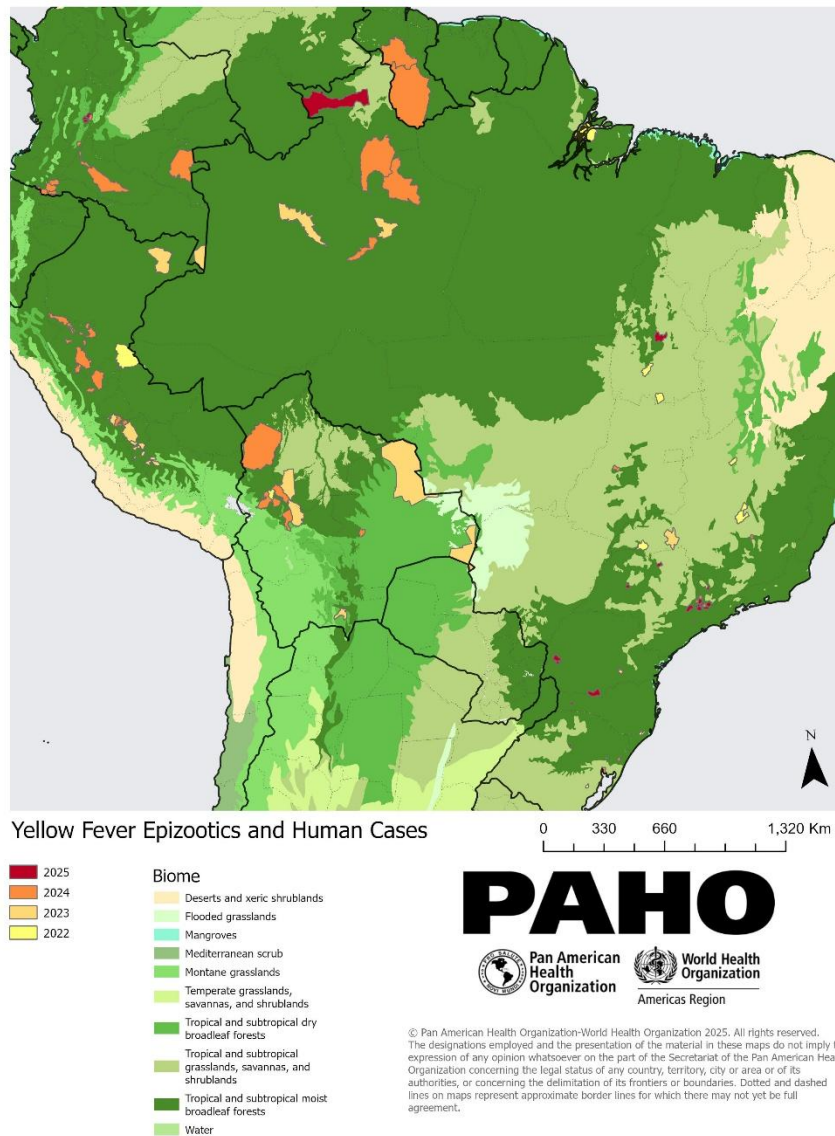 N
Yellow Fever Epizootics and Human Cases
0 330 660 1,320 Km
2025
2024
2023
2022
Biome
Deserts and xeric shrublands
Flooded grasslands
Mangroves
Mediterranean scrub
Montane grasslands
Temperate grasslands,
savannas, and shrublands
Tropical and subtropical dry
broadleaf forests
Tropical and subtropical
grasslands, savannas, and
shrublands
Tropical and subtropical moist
broadleaf forests
Water
PAHO
Pan American
Health
Organization
World Health
Organization
Americas Region
© Pan American Health Organization-World Health Organization 2025. All rights reserved.
The designations employed and the presentation of the material in these maps do not imply
expression of any opinion whatsoever on the part of the Secretariat of the Pan American Hea
Organization concerning the legal status of any country, territory, city or area or of its
authorities, or concerning the delimitation of its frontiers or boundaries. Dotted and dashed
lines on maps represent approximate border lines for which there may not yet be full
agreement.